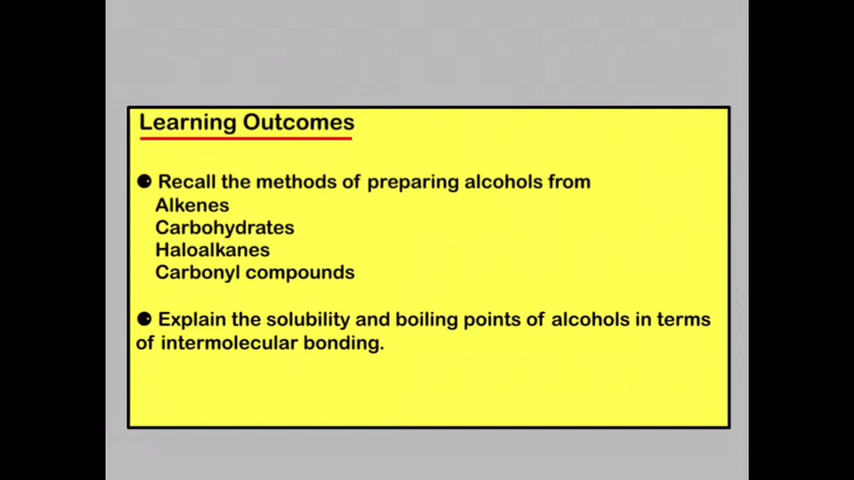 Learning Outcomes
● Recall the methods of preparing alcohols from
Alkenes
Carbohydrates
Haloalkanes
Carbonyl compounds
● Explain the solubility and boiling points of alcohols in terms
of intermolecular bonding.